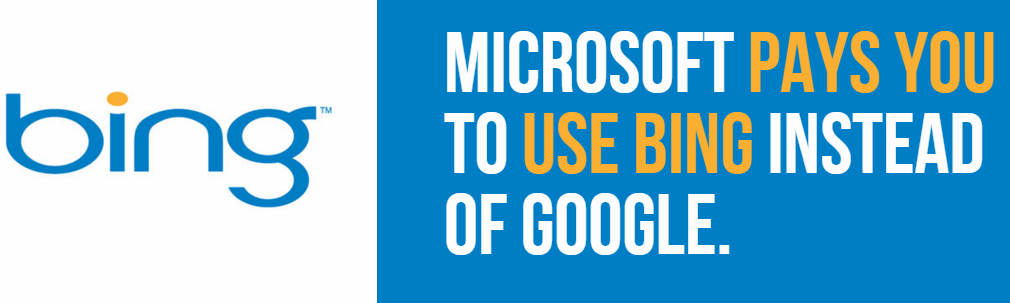 bing™
MICROSOFT PAYS YOU
TO USE BING INSTEAD
OF GOOGLE.